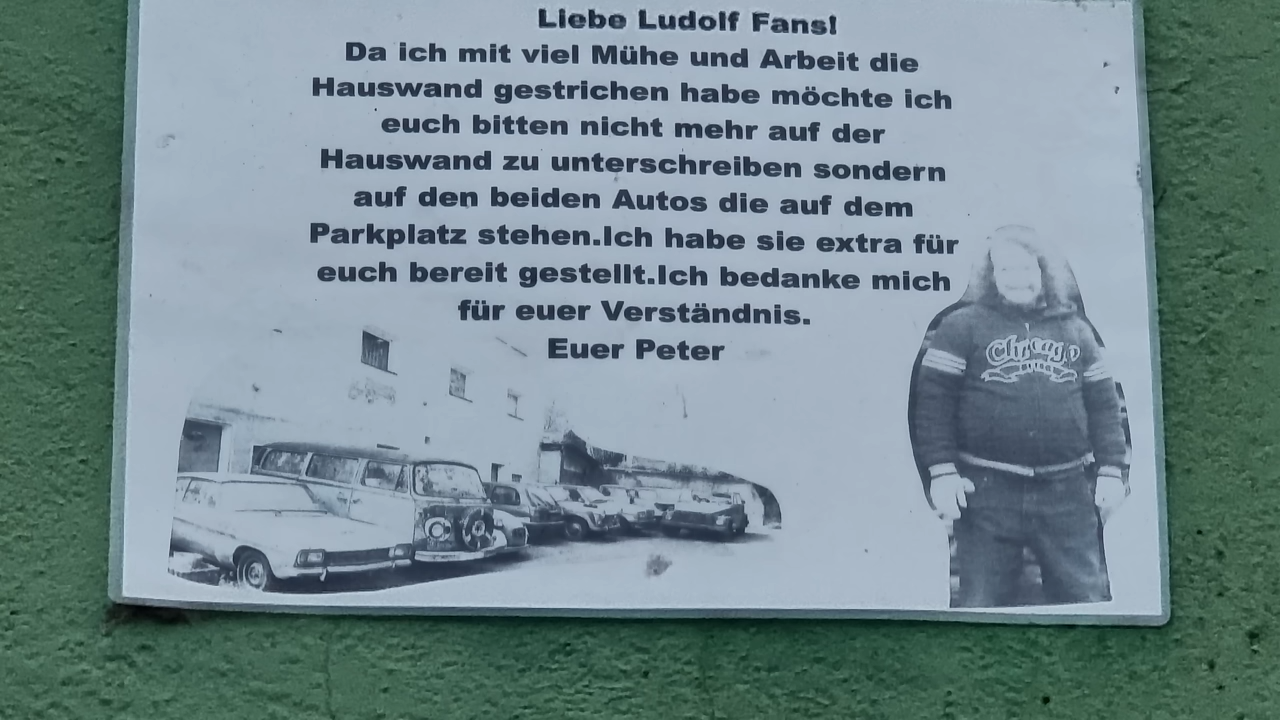 Liebe Ludolf Fans!
Da ich mit viel Mühe und Arbeit die
Hauswand gestrichen habe möchte ich
euch bitten nicht mehr auf der
Hauswand zu unterschreiben sondern
auf den beiden Autos die auf dem
Parkplatz stehen.Ich habe sie extra für
euch bereit gestellt.Ich bedanke mich
für euer Verständnis.
Euer Peter
Chicago